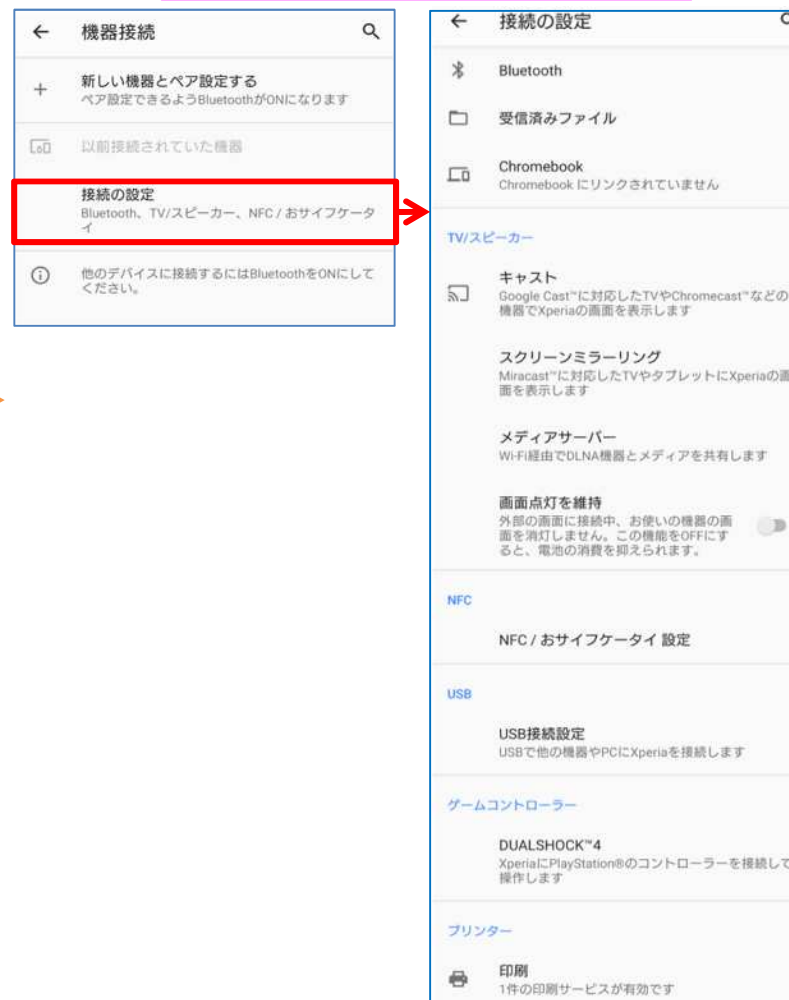 機器接続
新しい機器とペア設定する
ペア設定できるようBluetoothがONになります
以前接続されていた機器
接続の設定
Bluetooth、TV/スピーカー、NFC / おサイフケータ
イ
他のデバイスに接続するにはBluetoothをONにして
ください。
接続の設定
Bluetooth
受信済みファイル
Chromebook
Chromebook にリンクされていません
TV/スピーカー
キャスト
Google Cast™に対応したTVやChromecast™などの
機器でXperiaの画面を表示します
スクリーンミラーリング
Miracast™に対応したTVやタブレットにXperiaの画
面を表示します
メディアサーバー
Wi-Fi経由でDLNA機器とメディアを共有します
画面点灯を維持
外部の画面に接続中、お使いの機器の画
面を消灯しません。この機能をOFFにす
ると、電池の消費を抑えられます。
NFC
NFC / おサイフケータイ 設定
USB
USB接続設定
USBで他の機器やPCにXperiaを接続します
ゲームコントローラー
DUALSHOCK™4
XperiaにPlayStation®のコントローラーを接続して
操作します
プリンター
印刷
1件の印刷サービスが有効です